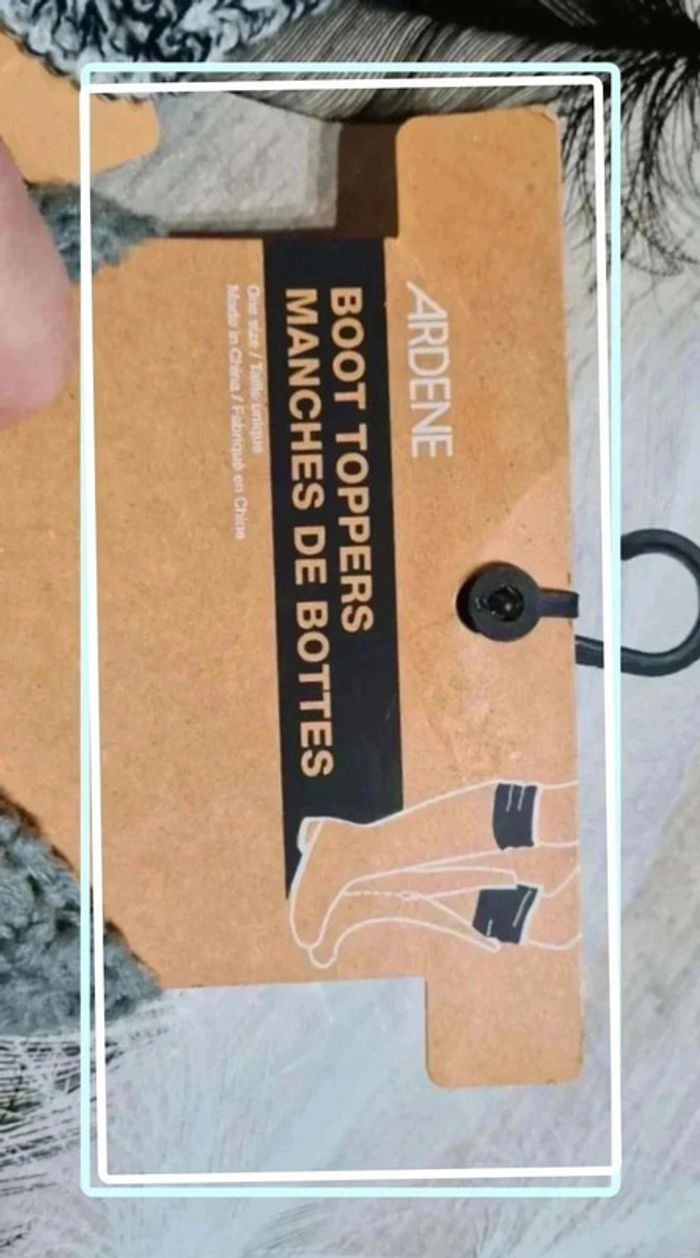 ARDENE
BOOT TOPPERS
MANCHES DE BOTTES
One size / Taille unique
Made in China / Fabriqué en Chine